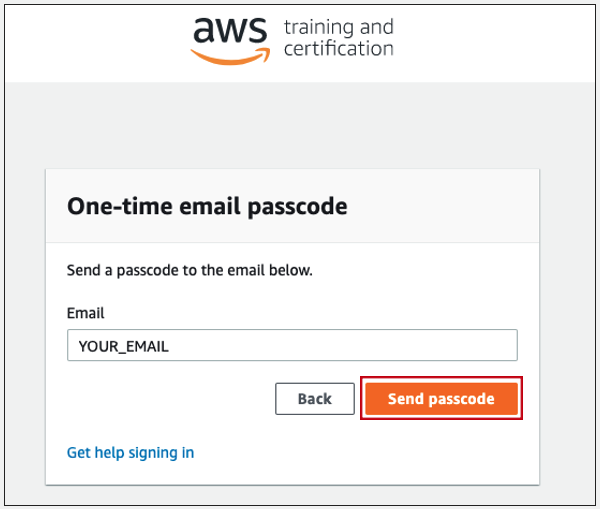 aws training and
certification
One-time email passcode
Send a passcode to the email below.
Email
YOUR_EMAIL
Back Send passcode
Get help signing in